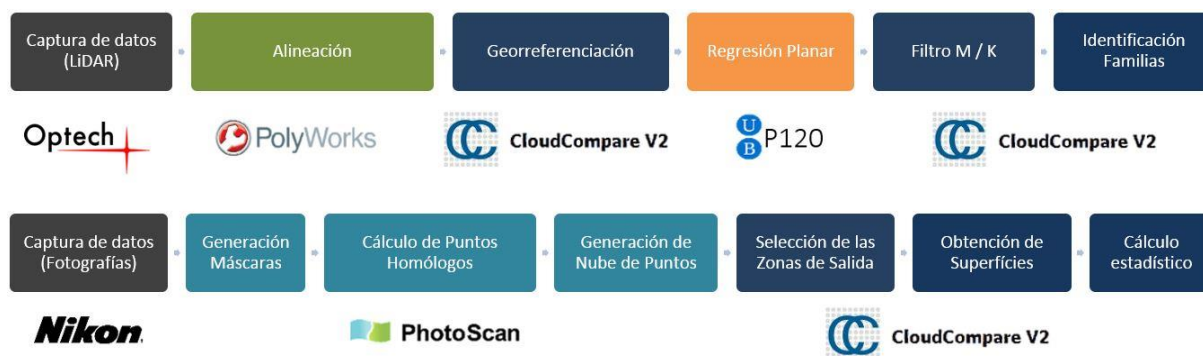 Captura de datos
(LiDAR)
Alineación
Georreferenciación
Regresión Planar
Filtro M / K
Identificación
Familias
Optech
PolyWorks
CloudCompare V2
UB P120
CloudCompare V2
Captura de datos
(Fotografías)
Generación
Máscaras
Cálculo de Puntos
Homólogos
Generación de
Nube de Puntos
Selección de las
Zonas de Salida
Obtención de
Superfícies
Cálculo
estadístico
Nikon
PhotoScan
CloudCompare V2